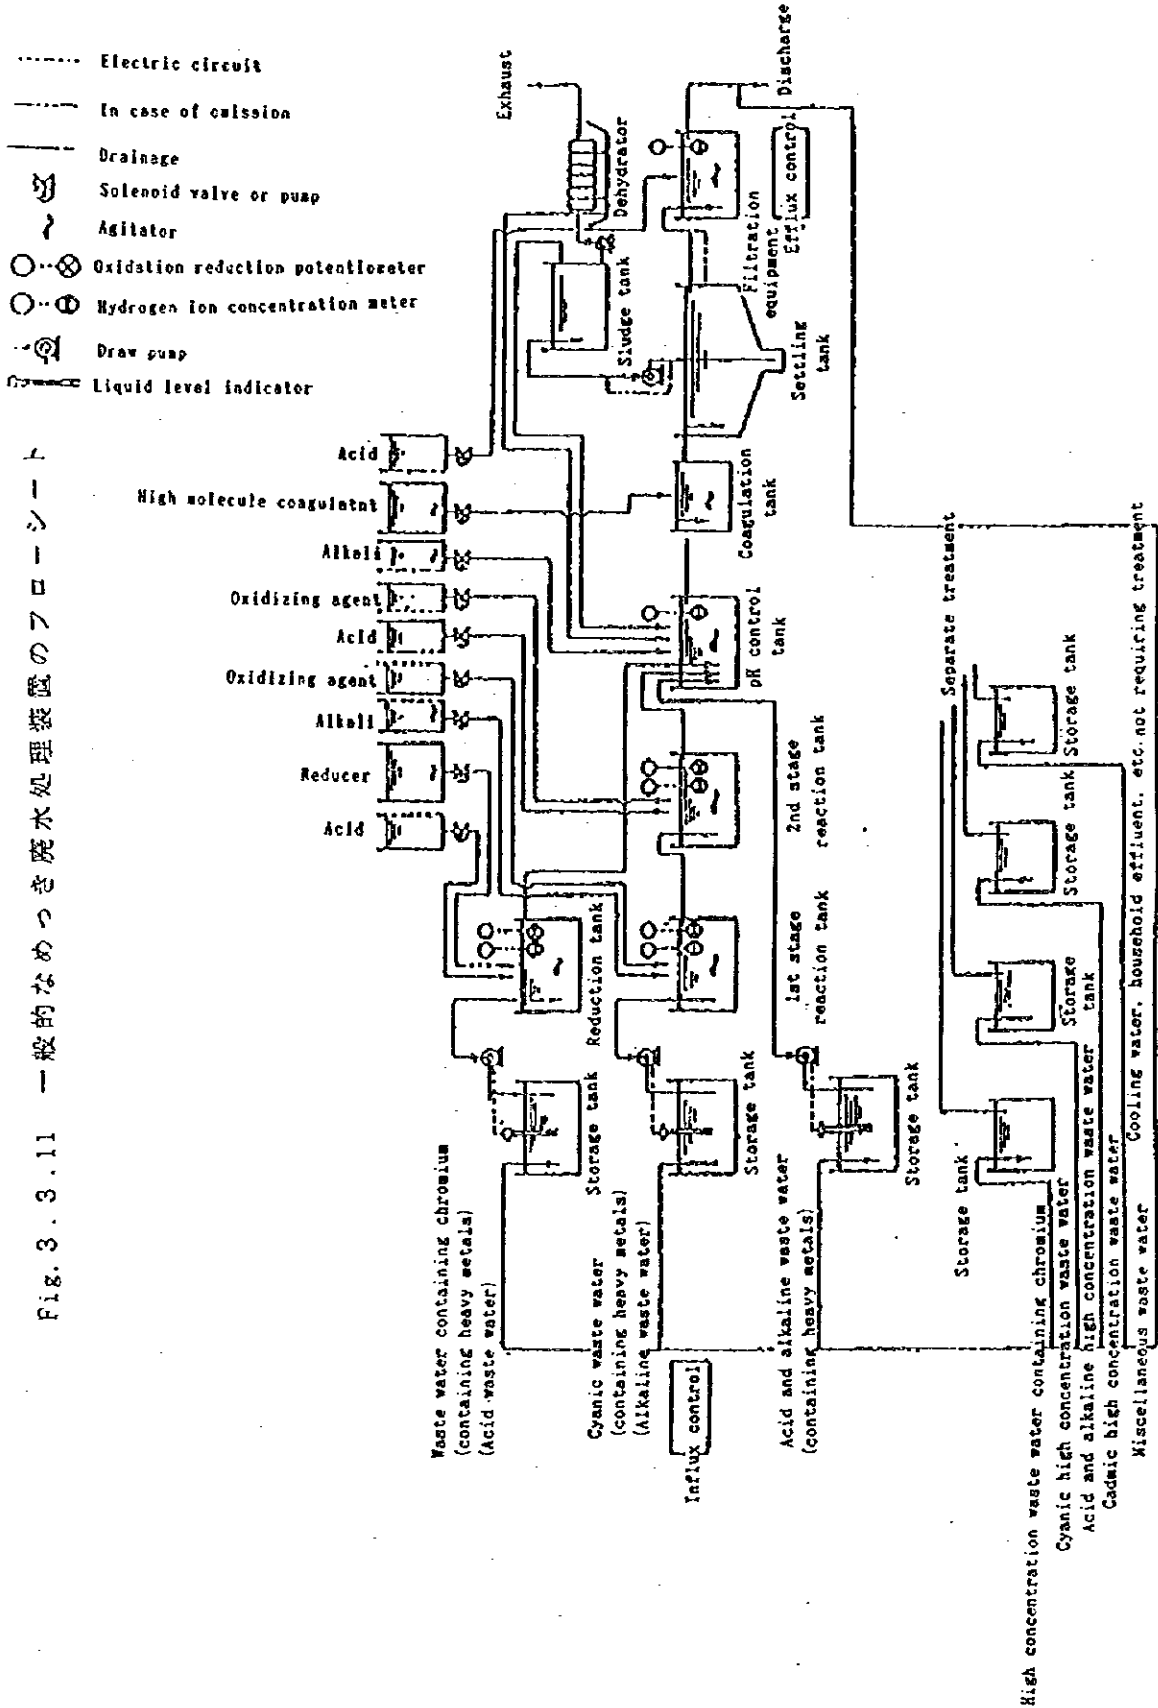 Fig. 3.3.11 一般的なめっき廃水処理装置のフローシート
Electric circuit
In case of omission
Drainage
Solenoid valve or pump
Agitator
Oxidation reduction potentiometer
Hydrogen ion concentration meter
Draw pump
Liquid level indicator
Acid
High molecule coagulatnt
Alkali
Oxidizing agent
Acid
Oxidizing agent
Alkali
Reducer
Acid
Exhaust
Dehydrator
Sludge tank
Discharge
Efflux control
Filtration
equipment
Settling
tank
Coagulation
tank
pH control
tank
2nd stage
reaction tank
1st stage
reaction tank
Reduction tank
Storage tank
Storage tank
Storage tank
Waste water containing chromium
(containing heavy metals)
(Acid waste water)
Cyanic waste water
(containing heavy metals)
(Alkaline waste water)
Influx control
Acid and alkaline waste water
(containing heavy metals)
Separate treatment
Storage tank
Storage tank
Storage
tank
Storage tank
High concentration waste water containing chromium
Cyanic high concentration waste water
Acid and alkaline high concentration waste water
Cadmic high concentration waste water
Miscellaneous waste water
Cooling water, household effluent, etc. not requiring treatment